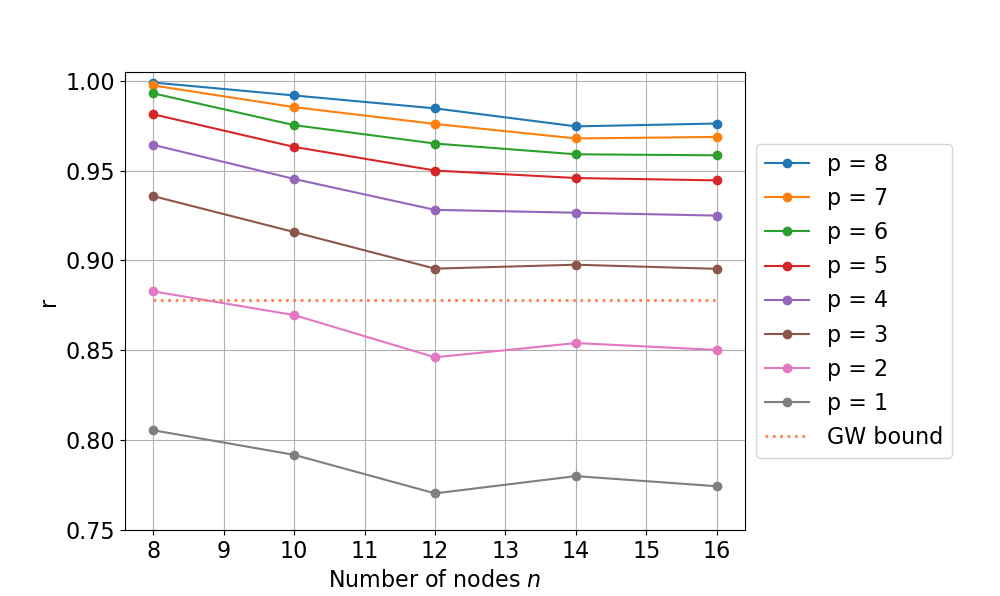 1.00
0.95
0.90
0.85
0.80
0.75
r
8 9 10 11 12 13 14 15 16
Number of nodes n
p = 8
p = 7
p = 6
p = 5
p = 4
p = 3
p = 2
p = 1
GW bound